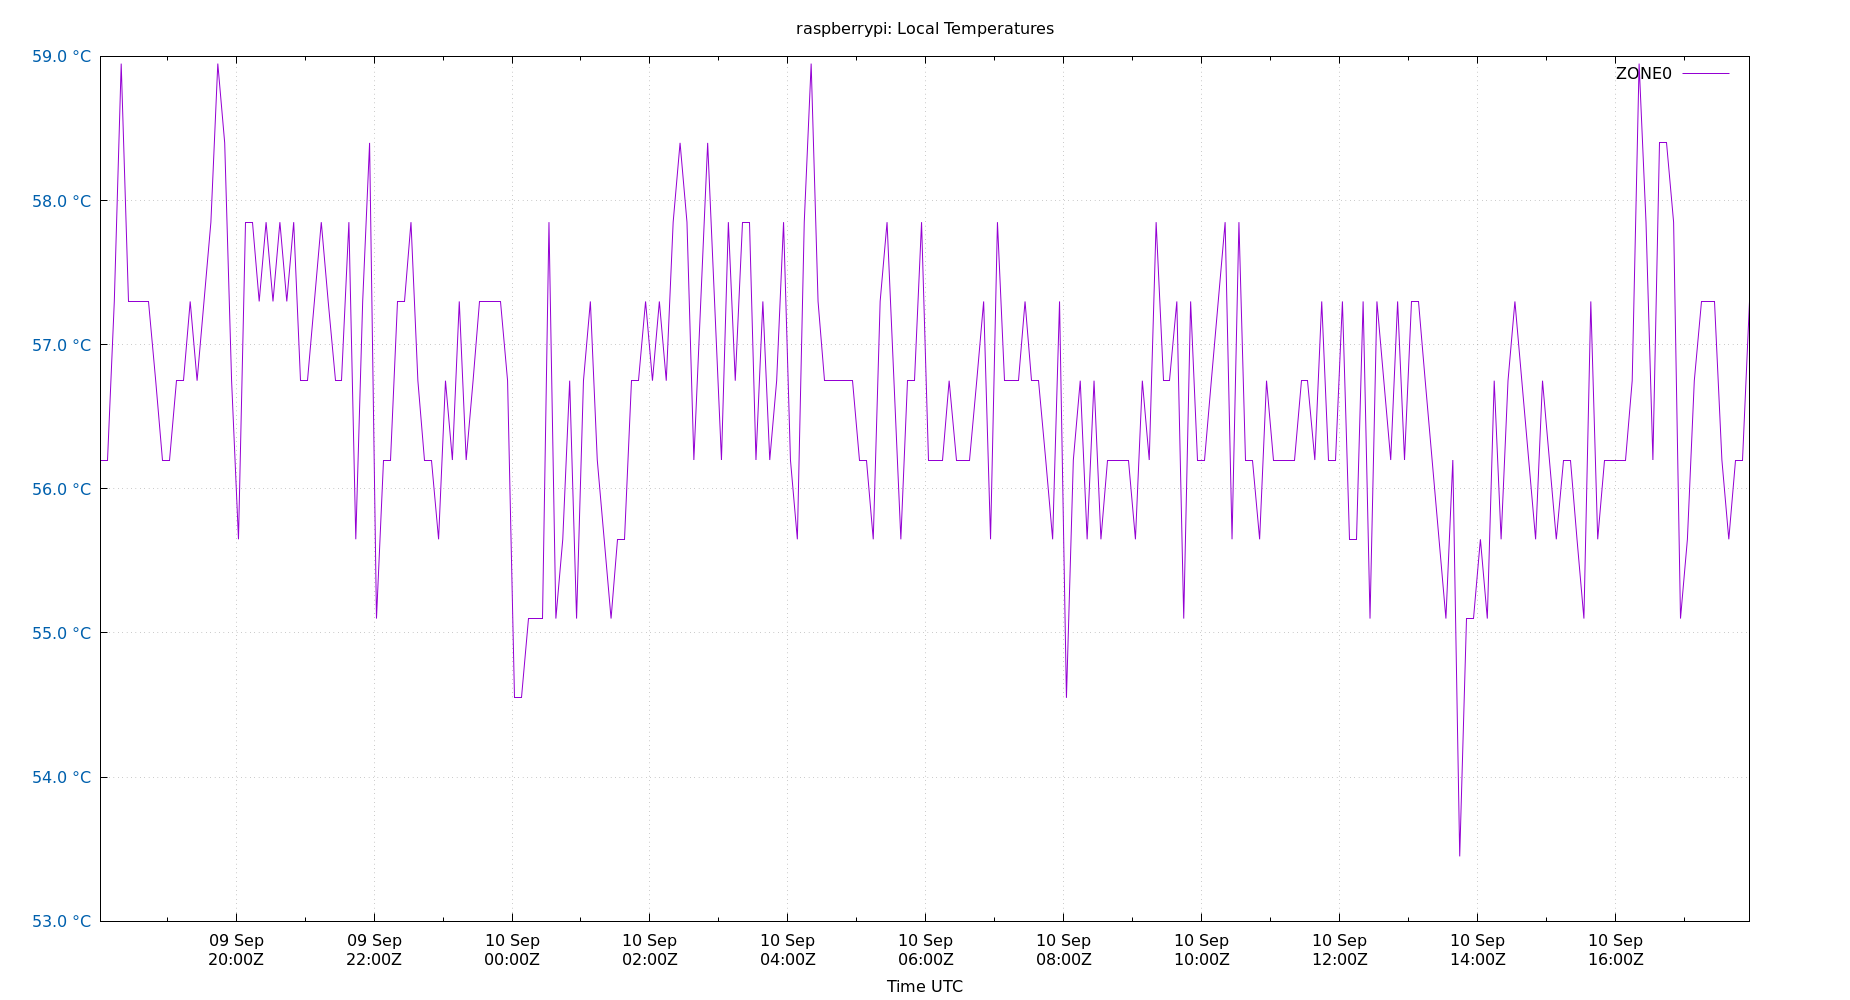 raspberrypi: Local Temperatures
59.0 °C
58.0 °C
57.0 °C
56.0 °C
55.0 °C
54.0 °C
53.0 °C
ZONE0
09 Sep 09 Sep 10 Sep 10 Sep 10 Sep 10 Sep 10 Sep 10 Sep 10 Sep 10 Sep 10 Sep
20:00Z 22:00Z 00:00Z 02:00Z 04:00Z 06:00Z 08:00Z 10:00Z 12:00Z 14:00Z 16:00Z
Time UTC